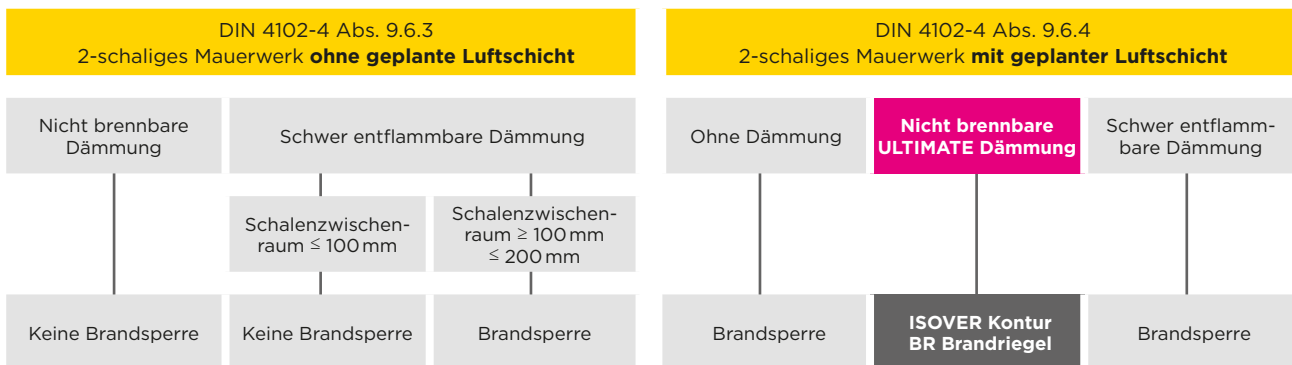 DIN 4102-4 Abs. 9.6.3
2-schaliges Mauerwerk ohne geplante Luftschicht
Nicht brennbare
Dämmung
Schwer entflammbare Dämmung
Schalenzwischen-
raum ≤ 100 mm
Schalenzwischen-
raum ≥ 100 mm
≤ 200 mm
Keine Brandsperre
Keine Brandsperre
Brandsperre
DIN 4102-4 Abs. 9.6.4
2-schaliges Mauerwerk mit geplanter Luftschicht
Ohne Dämmung
Nicht brennbare
ULTIMATE Dämmung
Schwer entflamm-
bare Dämmung
Brandsperre
ISOVER Kontur
BR Brandriegel
Brandsperre